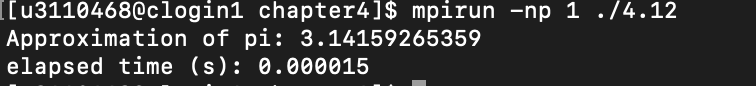 [[u3110468@clogin1 chapter4]$ mpirun -np 1 ./4.12
Approximation of pi: 3.14159265359
elapsed time (s): 0.000015